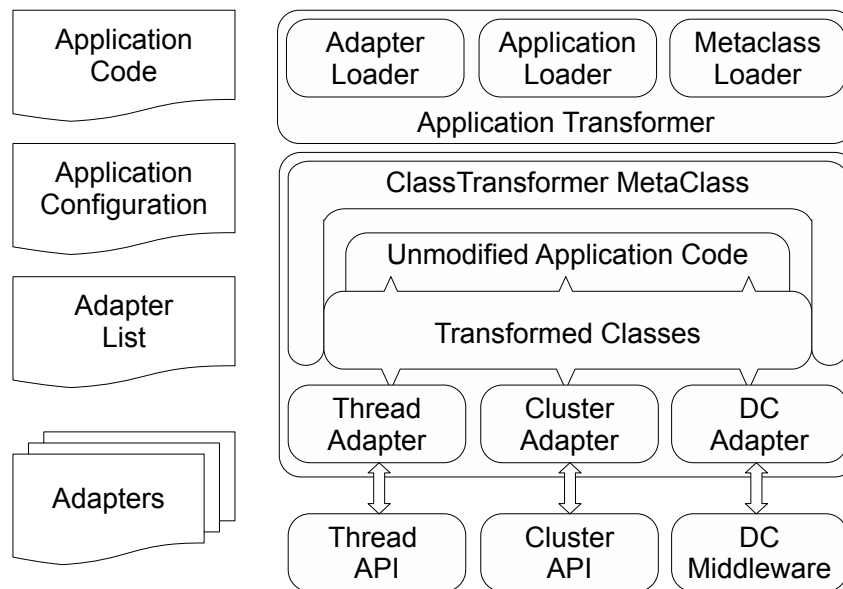 Application
Code
Application
Configuration
Adapter
List
Adapters
Adapter
Loader
Application
Loader
Metaclass
Loader
Application Transformer
ClassTransformer MetaClass
Unmodified Application Code
Transformed Classes
Thread
Adapter
Cluster
Adapter
DC
Adapter
Thread
API
Cluster
API
DC
Middleware